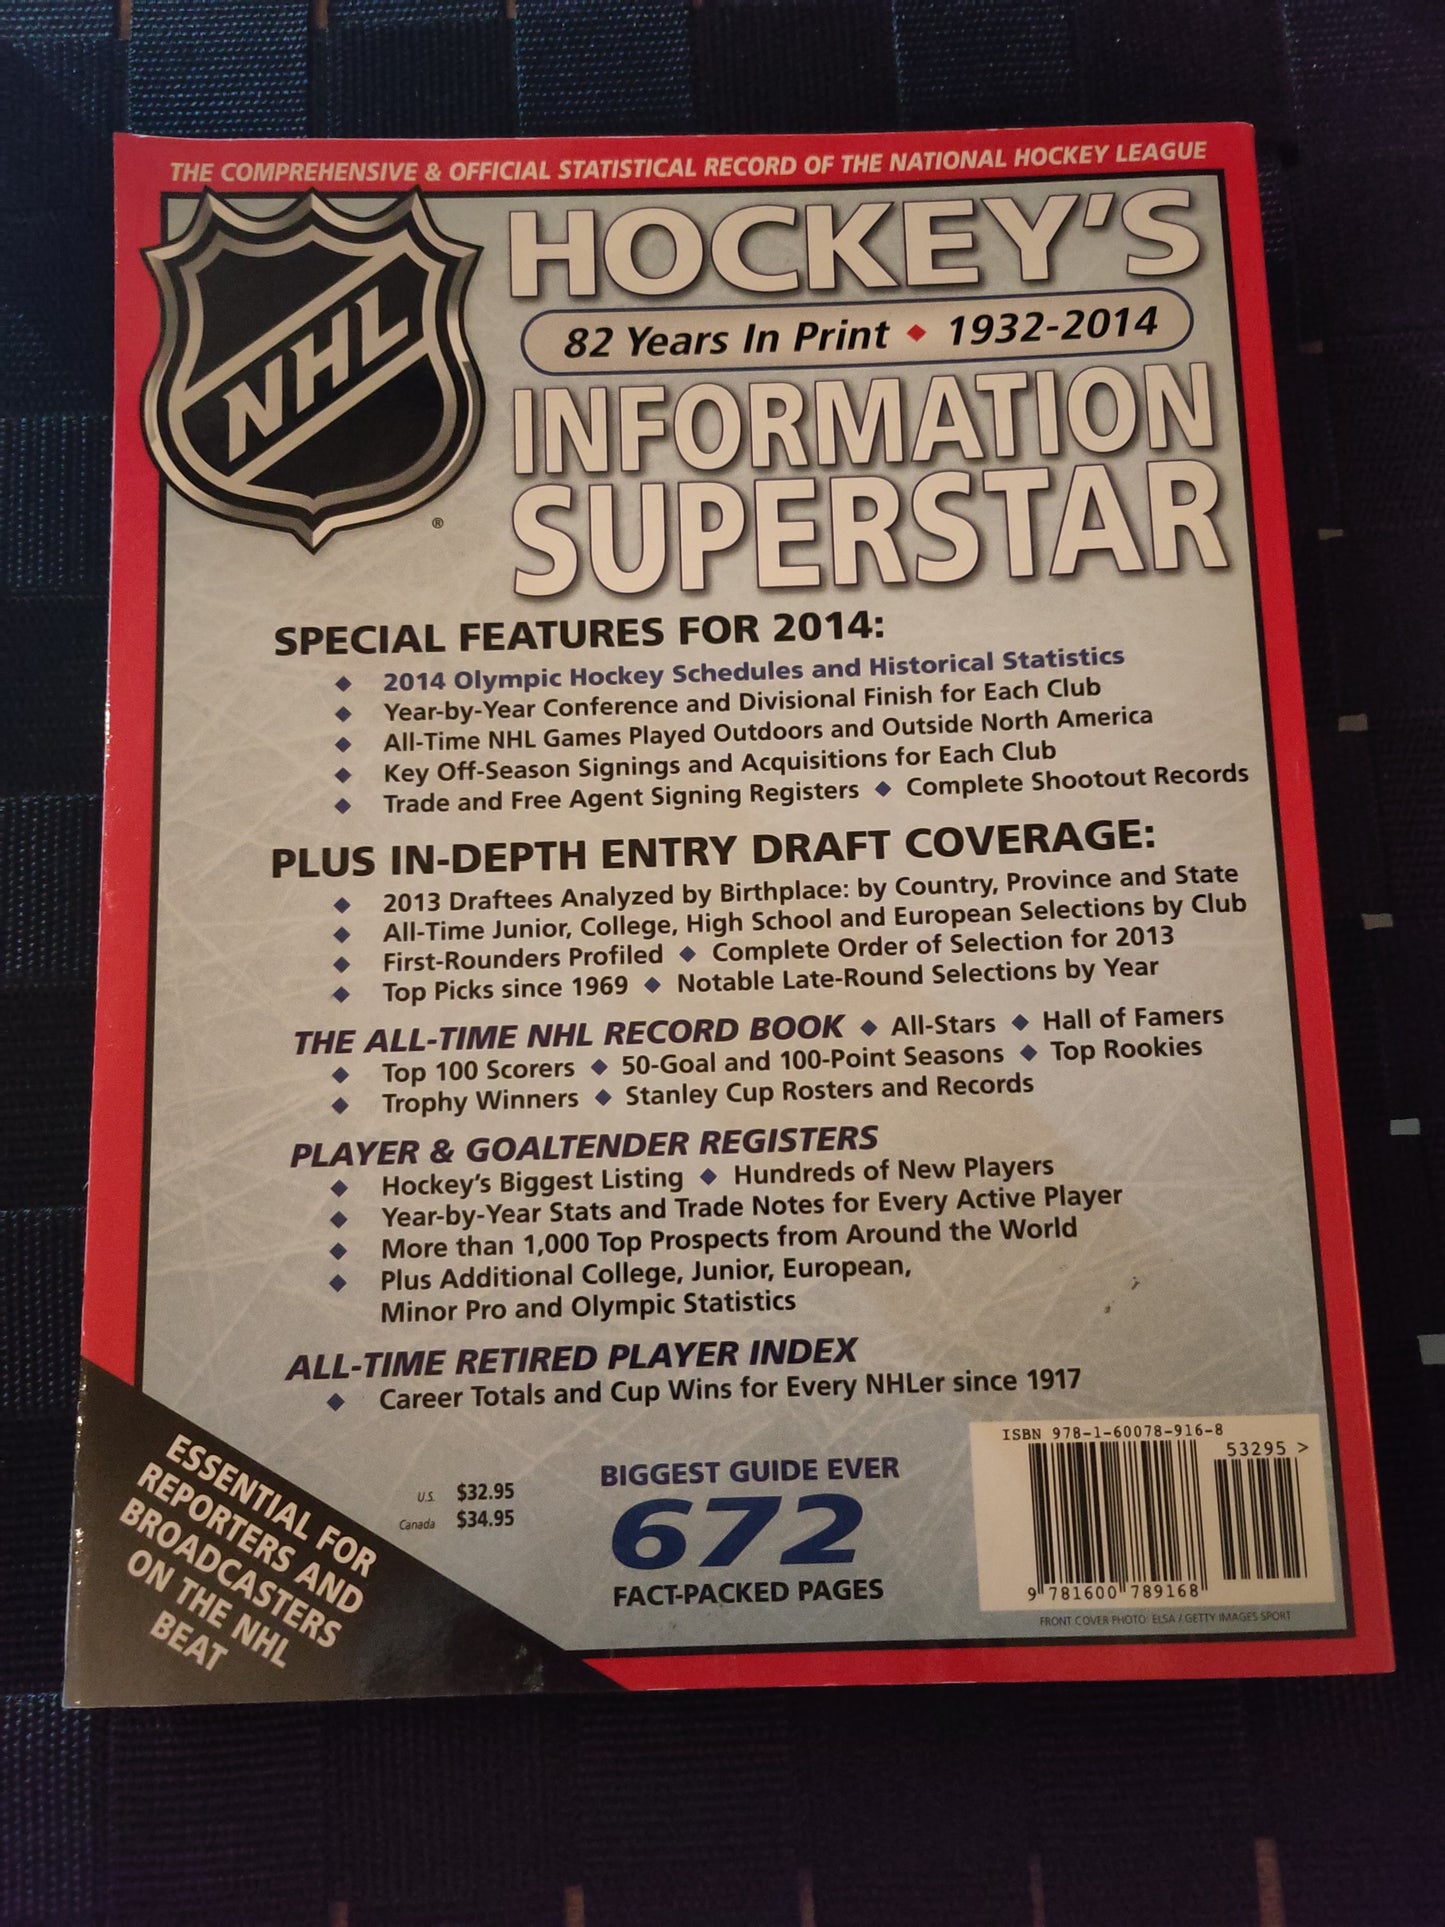 THE COMPREHENSIVE & OFFICIAL STATISTICAL RECORD OF THE NATIONAL HOCKEY LEAGUE
NHL
®
HOCKEY'S
82 Years In Print ◆ 1932-2014
INFORMATION
SUPERSTAR
SPECIAL FEATURES FOR 2014:
◆ 2014 Olympic Hockey Schedules and Historical Statistics
◆ Year-by-Year Conference and Divisional Finish for Each Club
◆ All-Time NHL Games Played Outdoors and Outside North America
◆ Key Off-Season Signings and Acquisitions for Each Club
◆ Trade and Free Agent Signing Registers ◆ Complete Shootout Records
PLUS IN-DEPTH ENTRY DRAFT COVERAGE:
◆ 2013 Draftees Analyzed by Birthplace: by Country, Province and State
◆ All-Time Junior, College, High School and European Selections by Club
◆ First-Rounders Profiled ◆ Complete Order of Selection for 2013
◆ Top Picks since 1969 ◆ Notable Late-Round Selections by Year
THE ALL-TIME NHL RECORD BOOK ◆ All-Stars ◆ Hall of Famers
◆ Top 100 Scorers ◆ 50-Goal and 100-Point Seasons ◆ Top Rookies
◆ Trophy Winners ◆ Stanley Cup Rosters and Records
PLAYER & GOALTENDER REGISTERS
◆ Hockey's Biggest Listing ◆ Hundreds of New Players
◆ Year-by-Year Stats and Trade Notes for Every Active Player
◆ More than 1,000 Top Prospects from Around the World
◆ Plus Additional College, Junior, European,
Minor Pro and Olympic Statistics
ALL-TIME RETIRED PLAYER INDEX
◆ Career Totals and Cup Wins for Every NHLer since 1917
ESSENTIAL FOR
REPORTERS AND
BROADCASTERS
ON THE NHL
BEAT
U.S. $32.95
Canada $34.95
BIGGEST GUIDE EVER
672
FACT-PACKED PAGES
ISBN 978-1-60078-916-8
53295 >
9 781600 789168
FRONT COVER PHOTO: ELSA / GETTY IMAGES SPORT